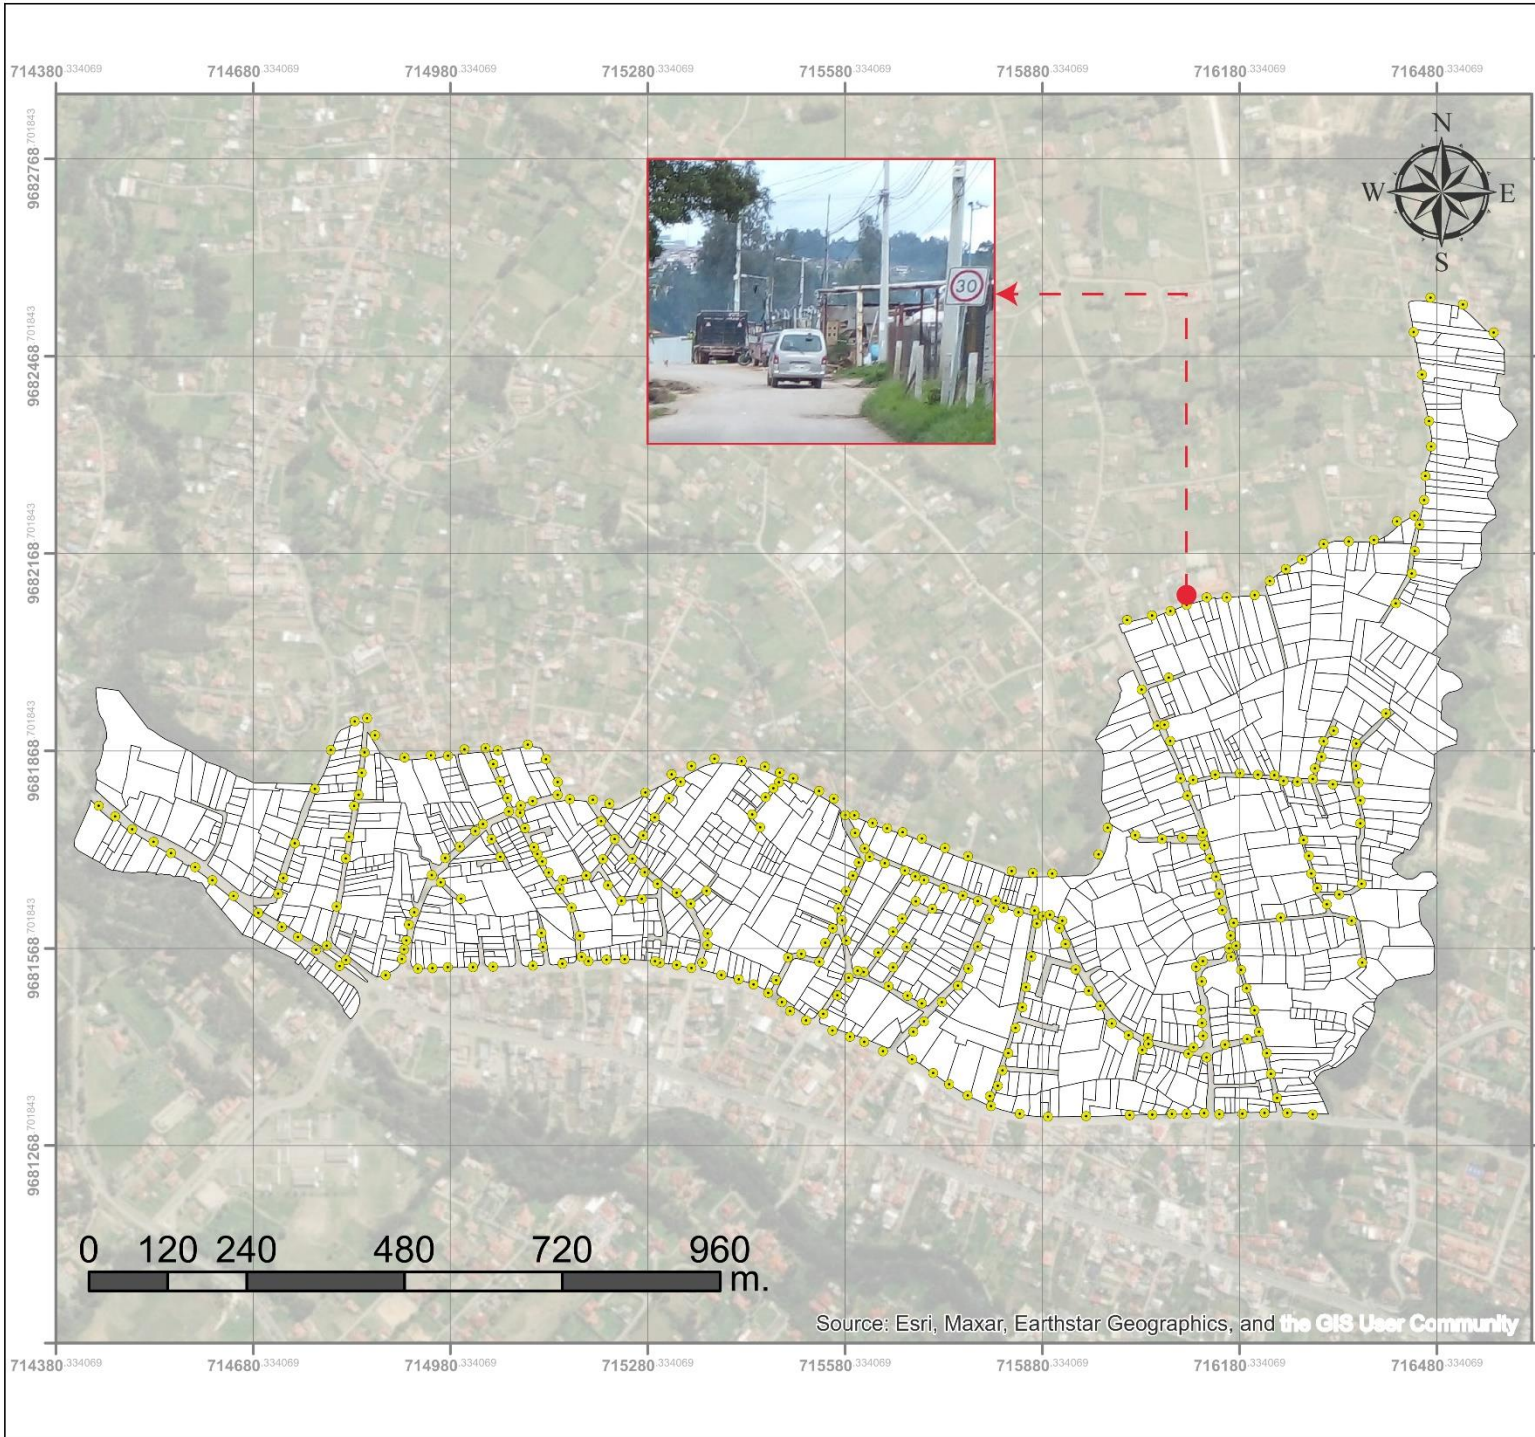 714380.334069 714680.334069 714980.334069 715280.334069 715580.334069 715880.334069 716180.334069 716480.334069
N
W E
S
30
9682768.701843
9682468.701843
9682168.701843
9681868.701843
9681568.701843
9681268.701843
0 120 240 480 720 960
m.
Source: Esri, Maxar, Earthstar Geographics, and the GIS User Community
714380.334069 714680.334069 714980.334069 715280.334069 715580.334069 715880.334069 716180.334069 716480.334069